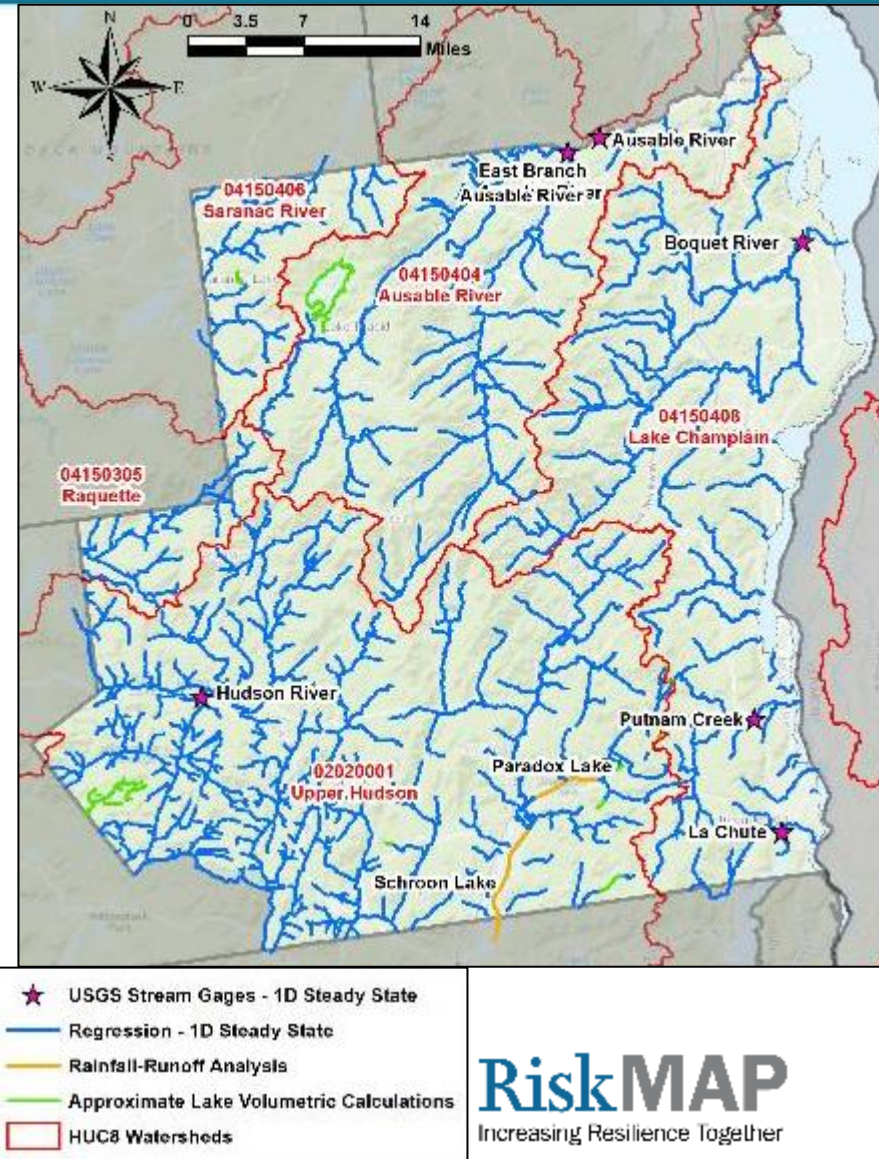 N
W E
S
0 3.5 7 14
Miles
Ausable River
East Branch
Ausable River
Boquet River
04150406
Saranac River
04150404
Ausable River
Lake Placid
04150408
Lake Champlain
04150305
Raquette
Hudson River
Putnam Creek
Paradox Lake
02020001
Upper Hudson
La Chute
Schroon Lake
USGS Stream Gages - 1D Steady State
Regression - 1D Steady State
Rainfall-Runoff Analysis
Approximate Lake Volumetric Calculations
HUC8 Watersheds
RiskMAP
Increasing Resilience Together